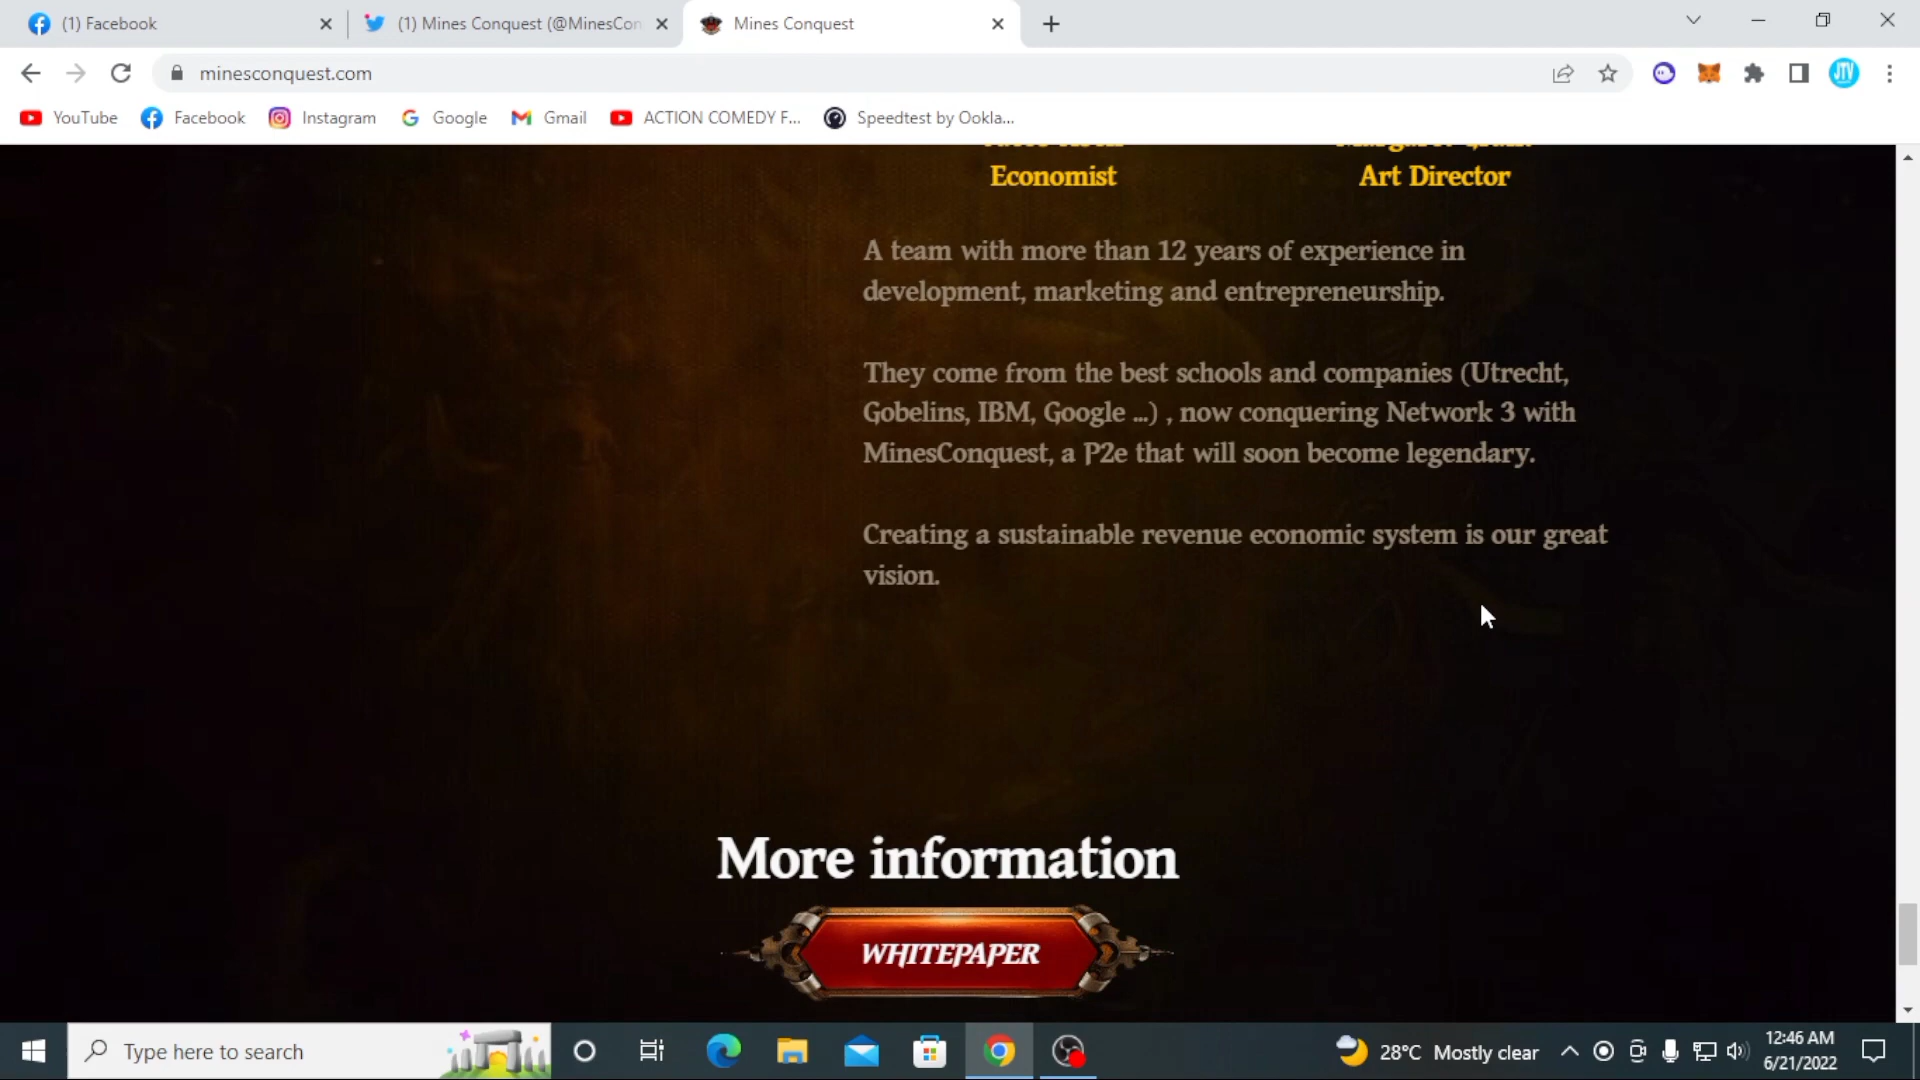 (1) Facebook
(1) Mines Conquest (@MinesCon
Mines Conquest
minesconquest.com
JTV
YouTube
Facebook
Instagram
Google
Gmail
ACTION COMEDY F...
Speedtest by Ookla...
Economist
Art Director
A team with more than 12 years of experience in
development, marketing and entrepreneurship.
They come from the best schools and companies (Utrecht,
Gobelins, IBM, Google ...) , now conquering Network 3 with
MinesConquest, a P2e that will soon become legendary.
Creating a sustainable revenue economic system is our great
vision.
More information
WHITEPAPER
Type here to search
28°C Mostly clear
12:46 AM
6/21/2022